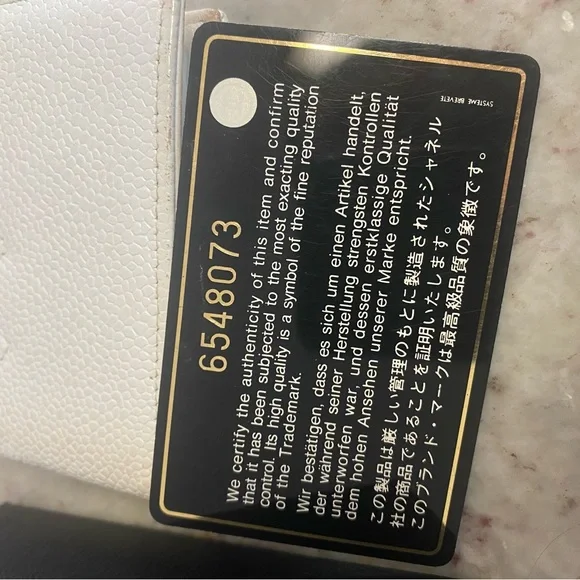 6548073
We certify the authenticity of this item and confirm
that it has been subjected to the most exacting quality
control. Its high quality is a symbol of the fine reputation
of the Trademark.
Wir bestätigen, dass es sich um einen Artikel handelt,
der während seiner Herstellung strengsten Kontrollen
unterworfen war, und dessen erstklassige Qualität
dem hohen Ansehen unserer Marke entspricht.
この製品は厳しい管理のもとに製造されたシャネル
社の商品であることを証明いたします。
このブランド・マークは最高級品質の象徴です。
SYSTEME BREVETE